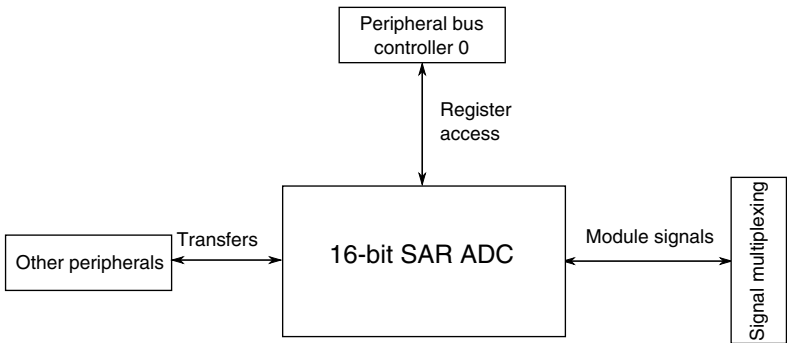 Peripheral bus
controller 0
Register
access
Transfers
Other peripherals
16-bit SAR ADC
Module signals
Signal multiplexing